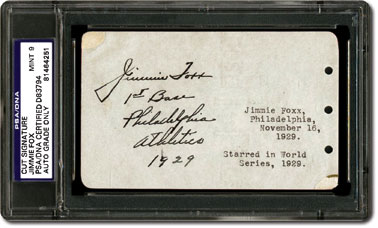 PSA/DNA
CUT SIGNATURE
JIMMIE FOX
PSA/DNA CERTIFIED D83794
AUTO GRADE ONLY
MINT 9
81464251
Jimmie Foxx
1st Base
Philadelphia
Athletics
1929
Jimmie Foxx,
Philadelphia,
November 16,
1929.
Starred in World
Series, 1929.